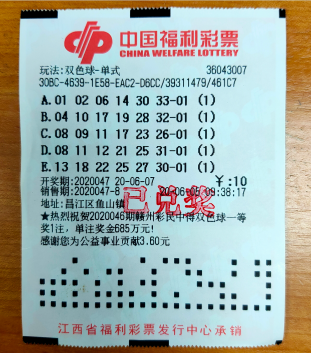 中国福利彩票
CHINA WELFARE LOTTERY
玩法:双色球-单式 36043007
30BC-4639-1E58-EAC2-D6CC/39311479/461C7
A.01 02 06 14 30 33-01 (1)
B.04 10 17 19 28 32-01 (1)
C.08 09 11 17 23 26-01 (1)
D.08 11 12 21 25 31-01 (1)
E.13 18 22 25 27 30-01 (1)
开奖期:2020047 20-06-07 ¥:10
销售期:2020047-8 20-06-05 09:38:17
地址:昌江区鱼山镇
已兑奖
★热烈祝贺2020046期赣州彩民中得双色球一等
奖1注,单注奖金685万元!
感谢您为公益事业贡献3.60元
江西省福利彩票发行中心承销